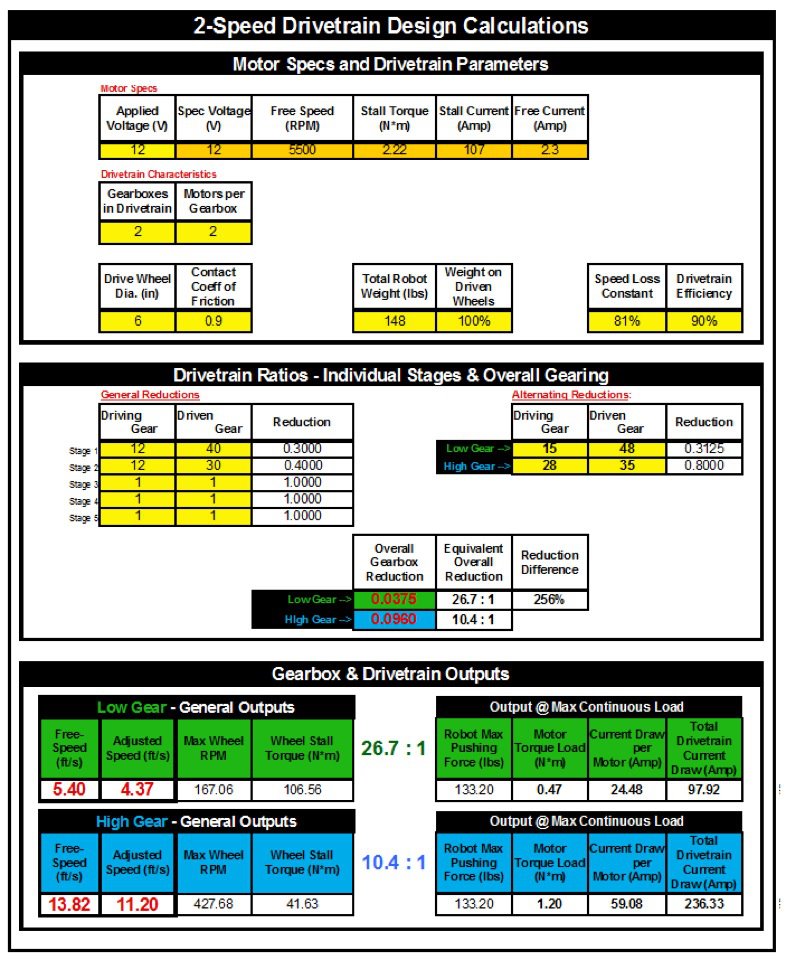 2-Speed Drivetrain Design Calculations
Motor Specs and Drivetrain Parameters
Motor Specs
Applied Voltage (V) Spec Voltage (V) Free Speed (RPM) Stall Torque (N*m) Stall Current (Amp) Free Current (Amp)
12 12 5500 2.22 107 2.3
Drivetrain Characteristics
Gearboxes in Drivetrain Motors per Gearbox
2 2
Drive Wheel Dia. (in) Contact Coeff of Friction Total Robot Weight (lbs) Weight on Driven Wheels Speed Loss Constant Drivetrain Efficiency
6 0.9 148 100% 81% 90%
Drivetrain Ratios - Individual Stages & Overall Gearing
General Reductions Alternating Reductions:
Driving Gear Driven Gear Reduction Driving Gear Driven Gear Reduction
Stage 1 12 40 0.3000 Low Gear --> 15 48 0.3125
Stage 2 12 30 0.4000 High Gear --> 28 35 0.8000
Stage 3 1 1 1.0000
Stage 4 1 1 1.0000
Stage 5 1 1 1.0000
Overall Gearbox Reduction Equivalent Overall Reduction Reduction Difference
Low Gear --> 0.0375 26.7 : 1 256%
High Gear --> 0.0960 10.4 : 1
Gearbox & Drivetrain Outputs
Low Gear - General Outputs Output @ Max Continuous Load
Free-Speed (ft/s) Adjusted Speed (ft/s) Max Wheel RPM Wheel Stall Torque (N*m) 26.7 : 1 Robot Max Pushing Force (lbs) Motor Torque Load (N*m) Current Draw per Motor (Amp) Total Drivetrain Current Draw (Amp)
5.40 4.37 167.06 106.56 133.20 0.47 24.48 97.92
High Gear - General Outputs Output @ Max Continuous Load
Free-Speed (ft/s) Adjusted Speed (ft/s) Max Wheel RPM Wheel Stall Torque (N*m) 10.4 : 1 Robot Max Pushing Force (lbs) Motor Torque Load (N*m) Current Draw per Motor (Amp) Total Drivetrain Current Draw (Amp)
13.82 11.20 427.68 41.63 133.20 1.20 59.08 236.33